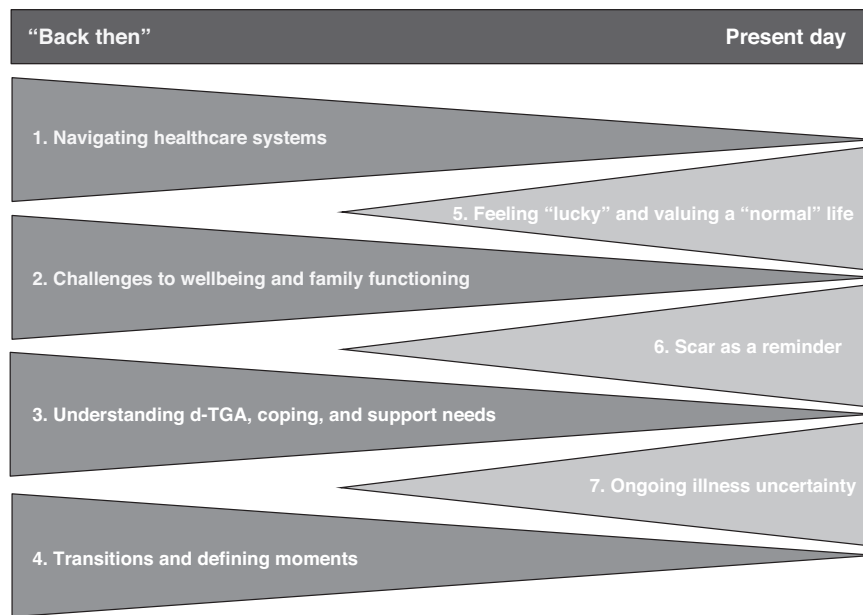 “Back then” Present day
1. Navigating healthcare systems
5. Feeling “lucky” and valuing a “normal” life
2. Challenges to wellbeing and family functioning
6. Scar as a reminder
3. Understanding d-TGA, coping, and support needs
7. Ongoing illness uncertainty
4. Transitions and defining moments